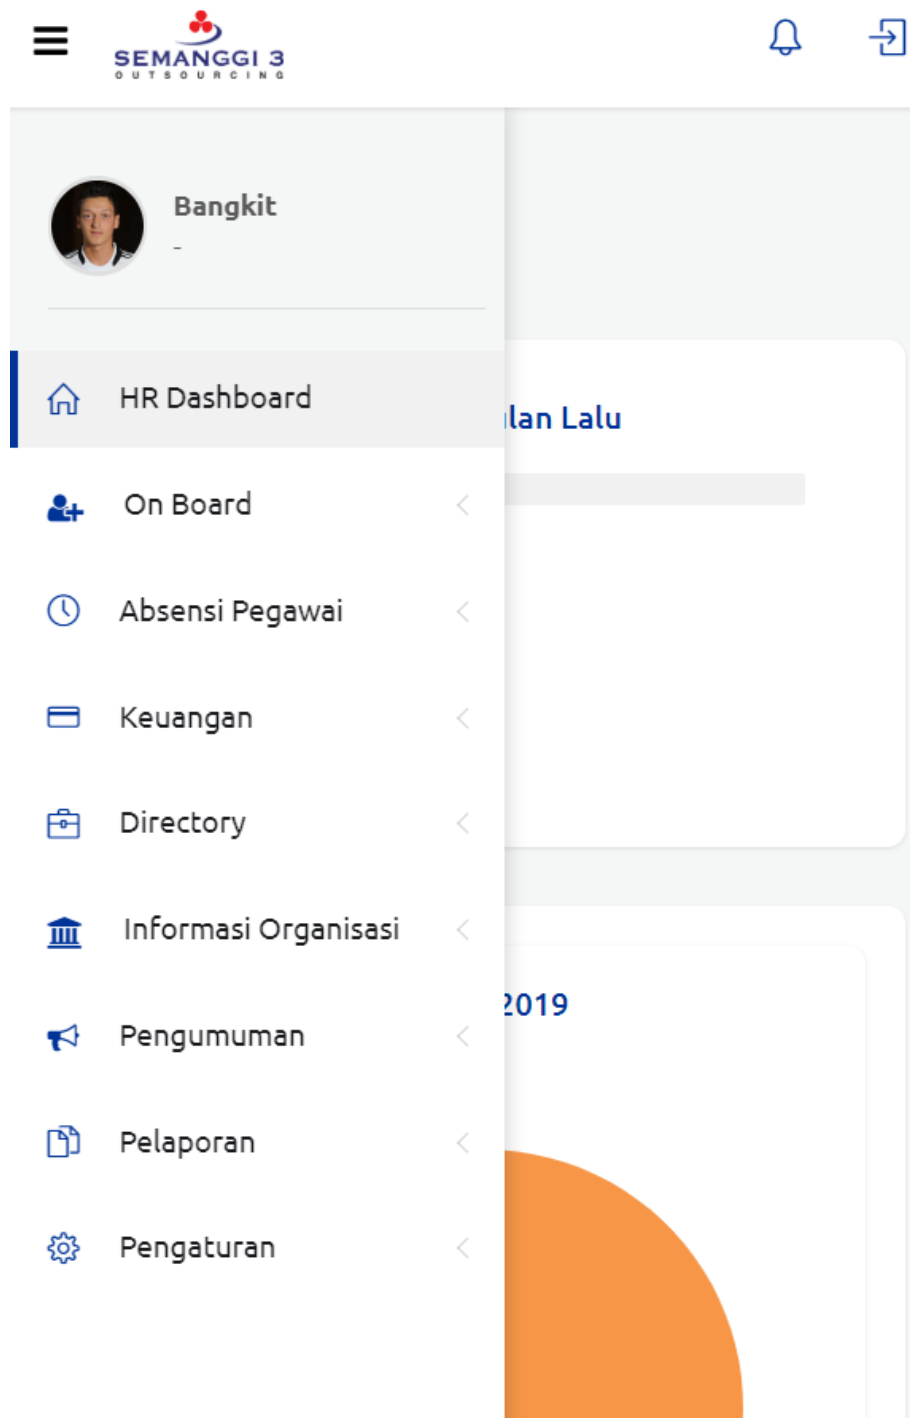 SEMANGGI 3
OUTSOURCING
Bangkit
-
HR Dashboard
lan Lalu
On Board
Absensi Pegawai
Keuangan
Directory
Informasi Organisasi
2019
Pengumuman
Pelaporan
Pengaturan